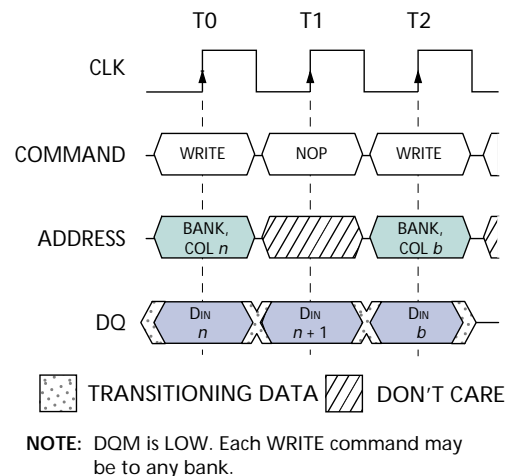 T0 T1 T2
CLK
COMMAND WRITE NOP WRITE
ADDRESS BANK, COL n BANK, COL b
DQ DIN n DIN n + 1 DIN b
TRANSITIONING DATA DON'T CARE
NOTE: DQM is LOW. Each WRITE command may
be to any bank.